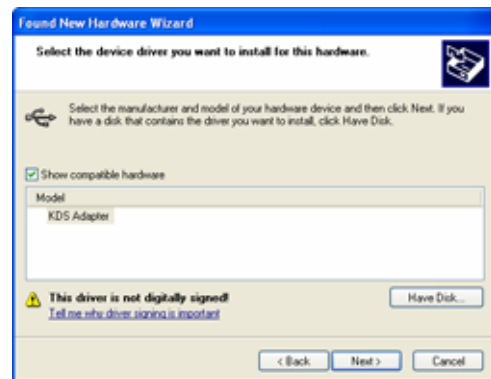 Found New Hardware Wizard
Select the device driver you want to install for this hardware.
Select the manufacturer and model of your hardware device and then click Next. If you
have a disk that contains the driver you want to install, click Have Disk.
Show compatible hardware
Model
KDS Adapter
This driver is not digitally signed!
Tell me why driver signing is important
Have Disk...
< Back
Next >
Cancel